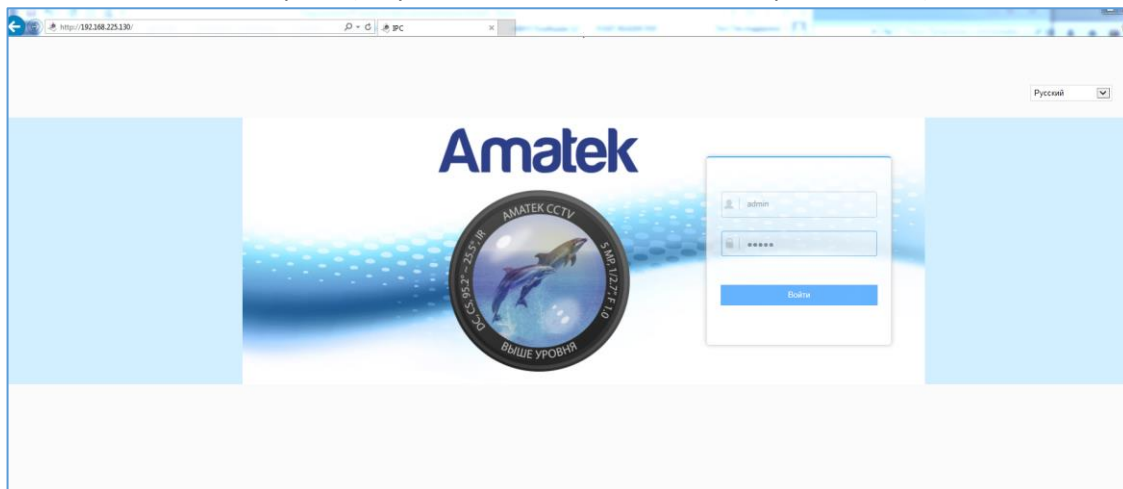 http://192.168.225.130/
IPC
Русский
Amatek
AMATEK CCTV
5 MP, 1/2.7", F 1.0
DC, CS, 95.2° ~ 25.5°, IR
ВЫШЕ УРОВНЯ
admin
•••••
Войти